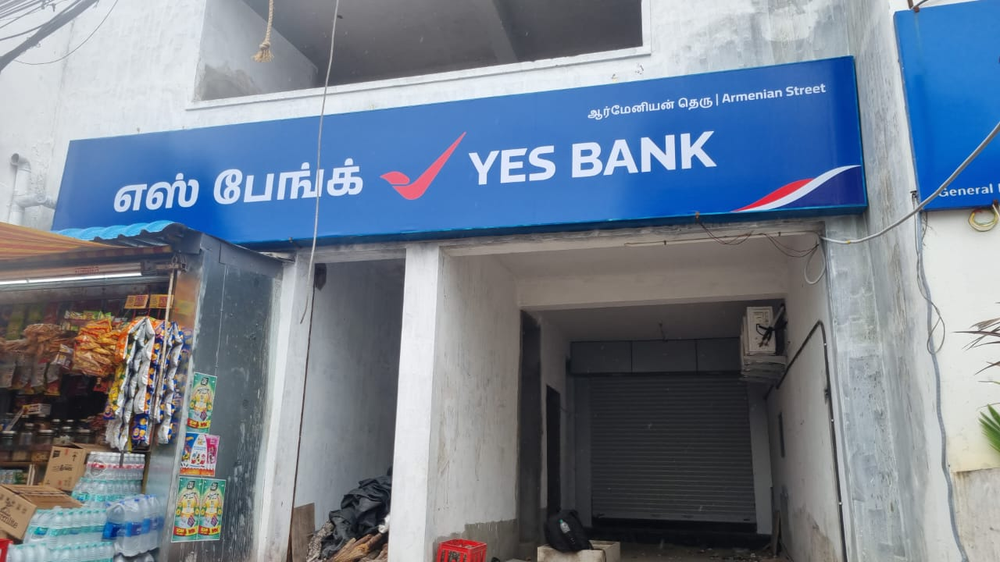 ஆர்மேனியன் தெரு | Armenian Street
எஸ் பேங்க் YES BANK
General